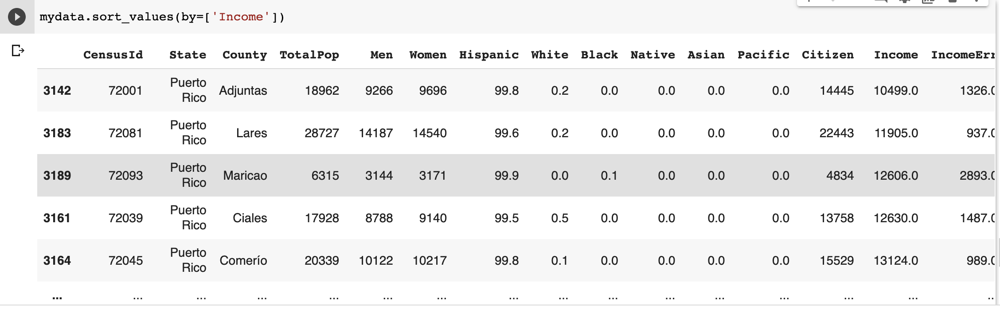 mydata.sort_values(by=['Income'])
CensusId State County TotalPop Men Women Hispanic White Black Native Asian Pacific Citizen Income IncomeErr
3142 72001 Puerto Rico Adjuntas 18962 9266 9696 99.8 0.2 0.0 0.0 0.0 0.0 14445 10499.0 1326.0
3183 72081 Puerto Rico Lares 28727 14187 14540 99.6 0.2 0.0 0.0 0.0 0.0 22443 11905.0 937.0
3189 72093 Puerto Rico Maricao 6315 3144 3171 99.9 0.0 0.1 0.0 0.0 0.0 4834 12606.0 2893.0
3161 72039 Puerto Rico Ciales 17928 8788 9140 99.5 0.5 0.0 0.0 0.0 0.0 13758 12630.0 1487.0
3164 72045 Puerto Rico Comerío 20339 10122 10217 99.8 0.1 0.0 0.0 0.0 0.0 15529 13124.0 989.0
... ... ... ... ... ... ... ... ... ... ... ... ... ... ... ..